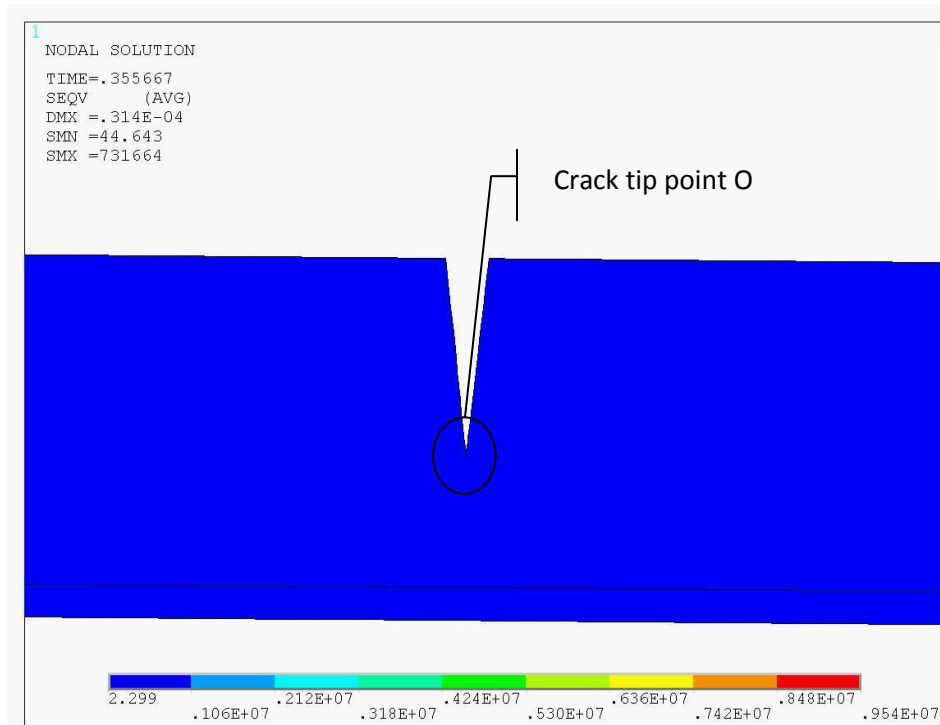 1
NODAL SOLUTION
TIME=.355667
SEQV (AVG)
DMX =.314E-04
SMN =44.643
SMX =731664
Crack tip point O
2.299 .212E+07 .424E+07 .636E+07 .848E+07
.106E+07 .318E+07 .530E+07 .742E+07 .954E+07